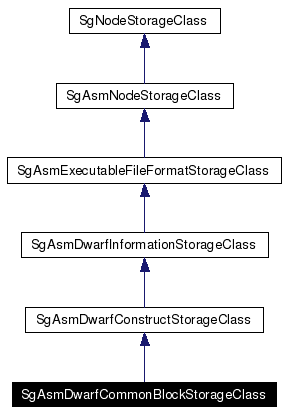 SgNodeStorageClass
SgAsmNodeStorageClass
SgAsmExecutableFileFormatStorageClass
SgAsmDwarfInformationStorageClass
SgAsmDwarfConstructStorageClass
SgAsmDwarfCommonBlockStorageClass